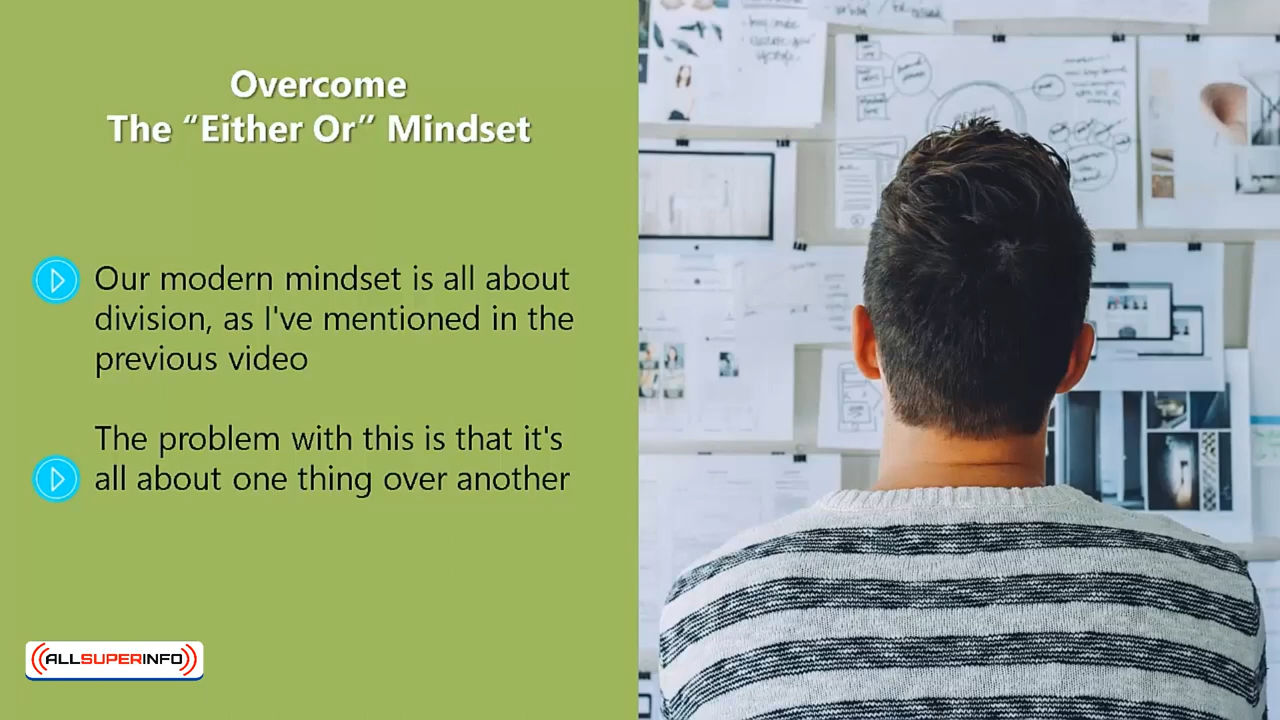 Overcome
The “Either Or” Mindset
Our modern mindset is all about
division, as I've mentioned in the
previous video
The problem with this is that it's
all about one thing over another
ALLSUPERINFO